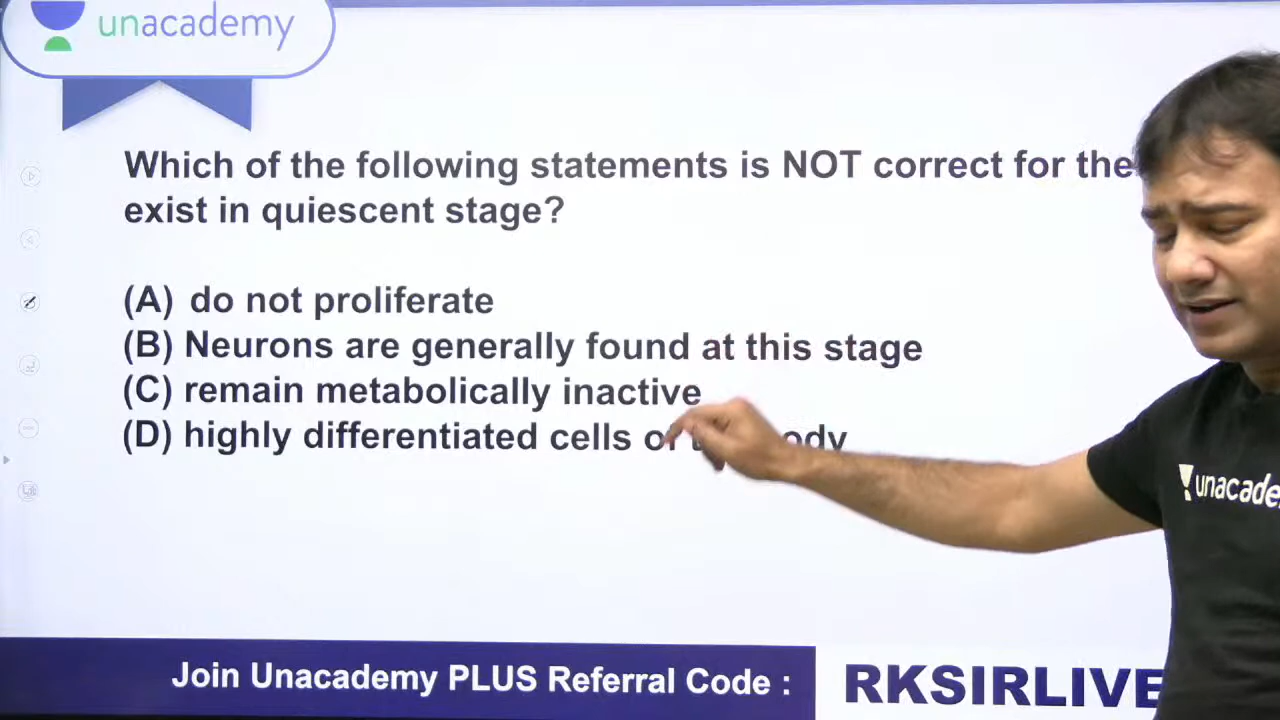 unacademy
Which of the following statements is NOT correct for the
exist in quiescent stage?
(A) do not proliferate
(B) Neurons are generally found at this stage
(C) remain metabolically inactive
(D) highly differentiated cells of body
unacade
Join Unacademy PLUS Referral Code :
RKSIRLIVE